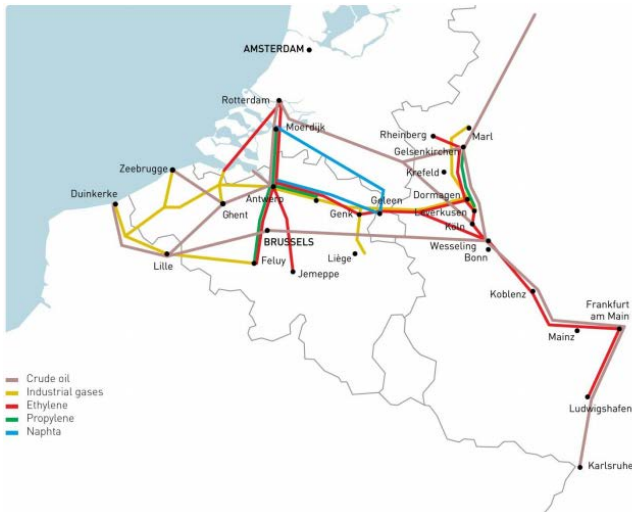 AMSTERDAM
Rotterdam
Moerdijk
Rheinberg
Marl
Gelsenkirchen
Zeebrugge
Krefeld
Duinkerke
Antwerp
Geleen
Dormagen
Ghent
Genk
Leverkusen
Köln
BRUSSELS
Wesseling
Lille
Feluy
Liège
Bonn
Jemeppe
Koblenz
Frankfurt
am Main
Mainz
Crude oil
Industrial gases
Ethylene
Propylene
Naphta
Ludwigshafen
Karlsruhe